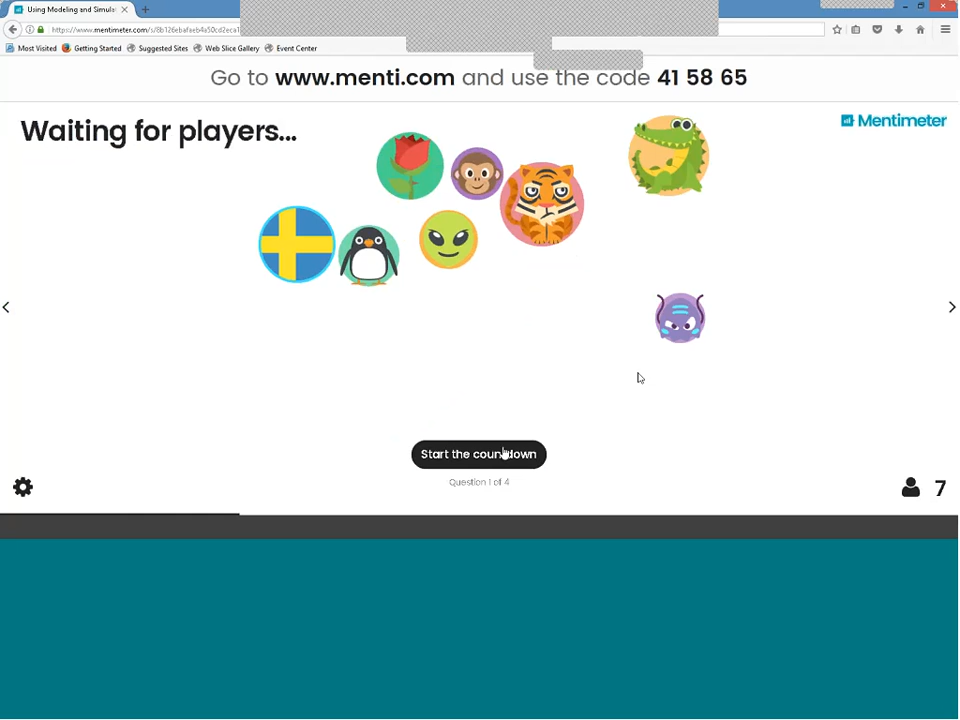 Using Modeling and Simula
https://www.mentimeter.com/s/8b126ebafaeb4a50cd2eca1
Most Visited Getting Started Suggested Sites Web Slice Gallery Event Center
Go to www.menti.com and use the code 41 58 65
Waiting for players...
Mentimeter
Start the countdown
Question 1 of 4
7